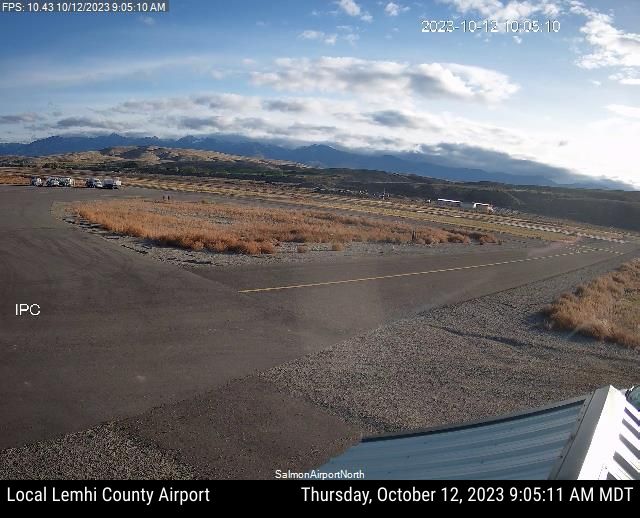 FPS: 10.43 10/12/2023 9:05:10 AM
2023-10-12 10:05:10
IPC
SalmonAirportNorth
Local Lemhi County Airport
Thursday, October 12, 2023 9:05:11 AM MDT